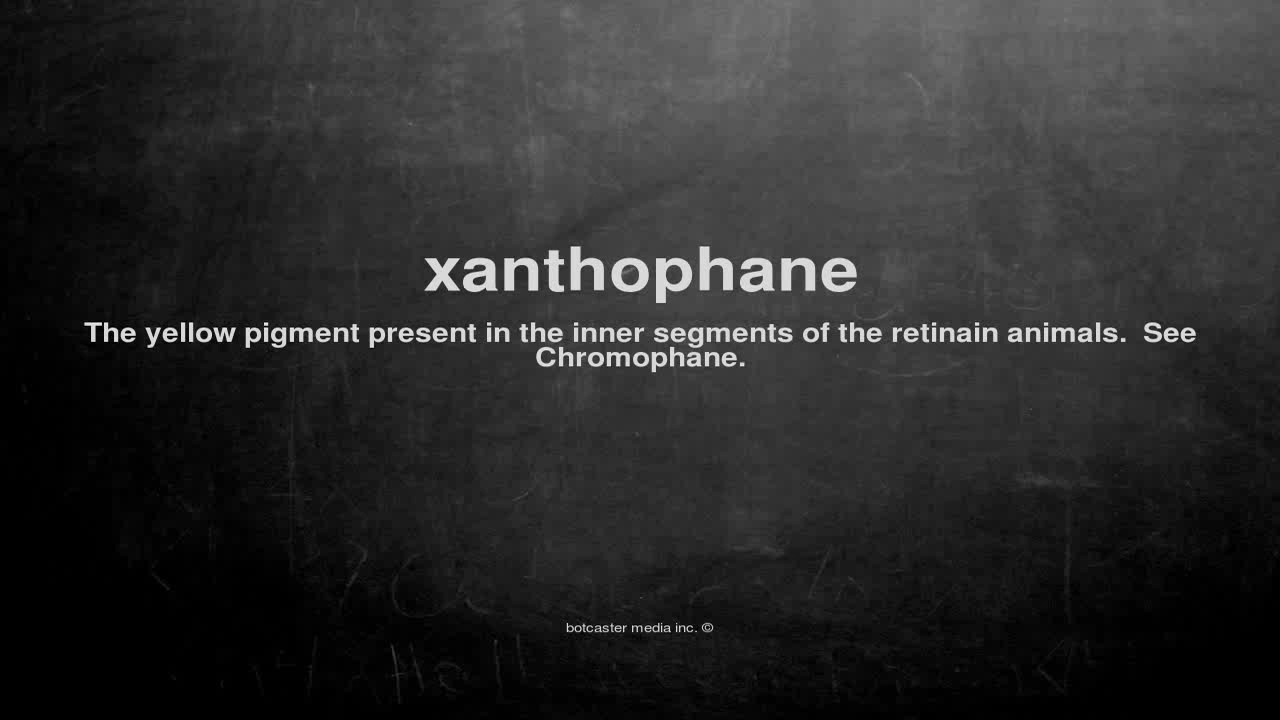 xanthophane
The yellow pigment present in the inner segments of the retinain animals.  See
Chromophane.
botcaster media inc. ©